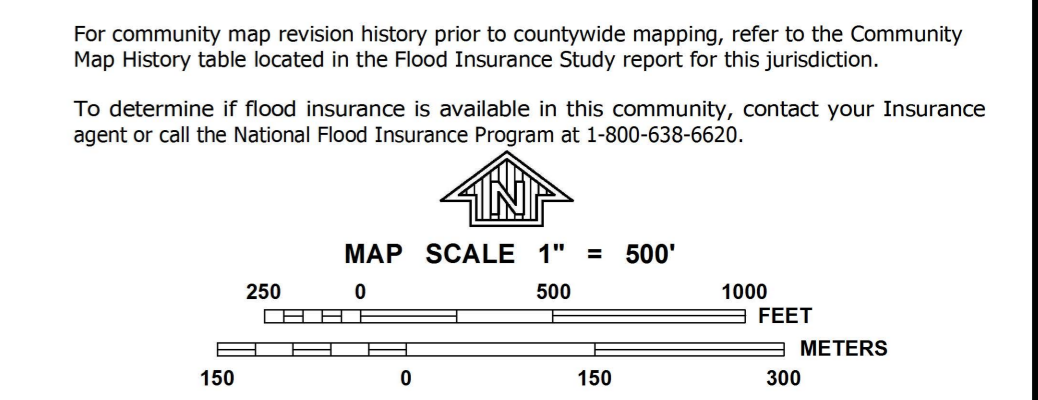 For community map revision history prior to countywide mapping, refer to the Community
Map History table located in the Flood Insurance Study report for this jurisdiction.
To determine if flood insurance is available in this community, contact your Insurance
agent or call the National Flood Insurance Program at 1-800-638-6620.
N
MAP SCALE 1" = 500'
250 0 500 1000
FEET
METERS
150 0 150 300